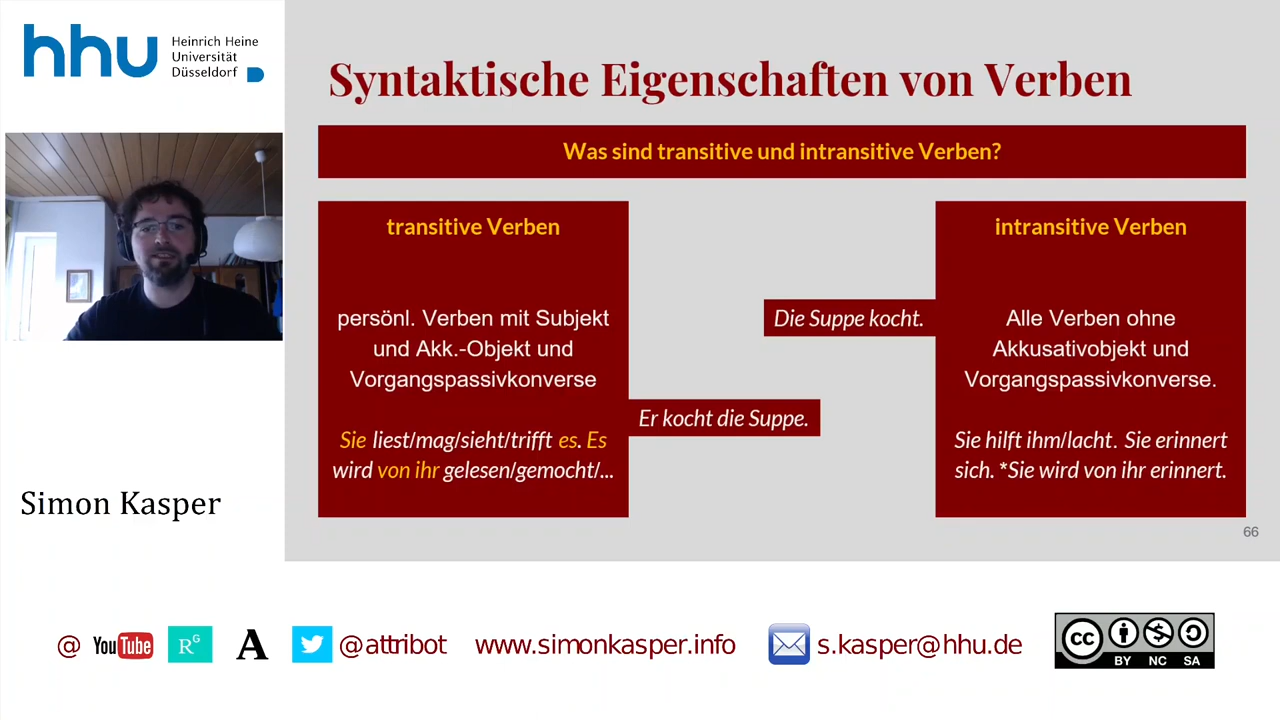 hhu Heinrich Heine
Universität
Düsseldorf
Syntaktische Eigenschaften von Verben
Was sind transitive und intransitive Verben?
transitive Verben
persönl. Verben mit Subjekt
und Akk.-Objekt und
Vorgangspassivkonverse
Sie liest/mag/sieht/trifft es. Es
wird von ihr gelesen/gemocht/...
Die Suppe kocht.
Er kocht die Suppe.
intransitive Verben
Alle Verben ohne
Akkusativobjekt und
Vorgangspassivkonverse.
Sie hilft ihm/lacht. Sie erinnert
sich. *Sie wird von ihr erinnert.
66
Simon Kasper
@ YouTube RG A @attribot www.simonkasper.info s.kasper@hhu.de cc
BY NC SA